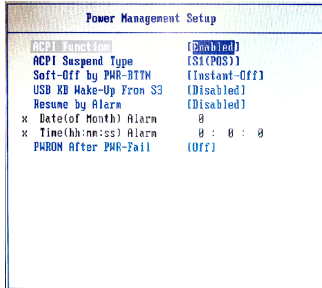 Power Management Setup
ACPI Function [Enabled]
ACPI Suspend Type [S1(POS)]
Soft-Off by PWR-BTTN [Instant-Off]
USB KB Wake-Up From S3 [Disabled]
Resume by Alarm [Disabled]
x Date(of Month) Alarm 0
x Time(hh:mm:ss) Alarm 0 : 0 : 0
PWRON After PWR-Fail [Off]